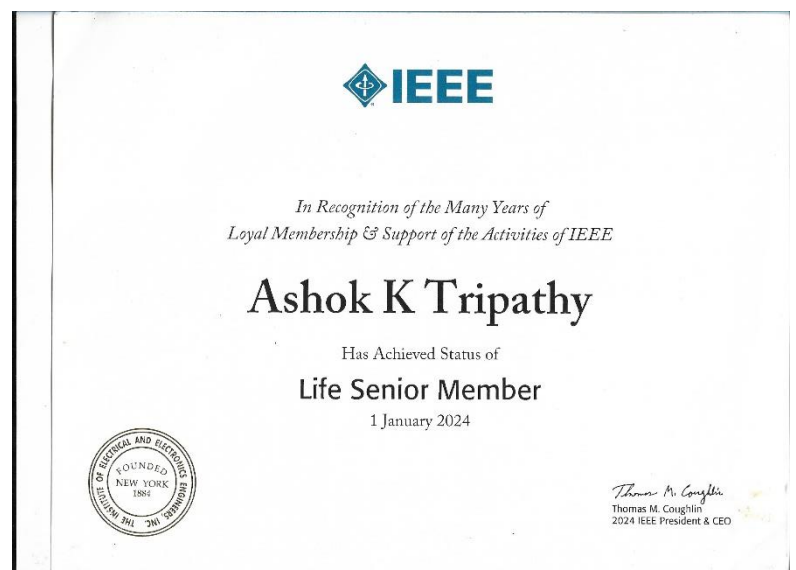 IEEE
In Recognition of the Many Years of
Loyal Membership & Support of the Activities of IEEE
Ashok K Tripathy
Has Achieved Status of
Life Senior Member
1 January 2024
THE INSTITUTE OF ELECTRICAL AND ELECTRONICS ENGINEERS, INC.
FOUNDED
NEW YORK
1884
Thomas M. Coughlin
Thomas M. Coughlin
2024 IEEE President & CEO